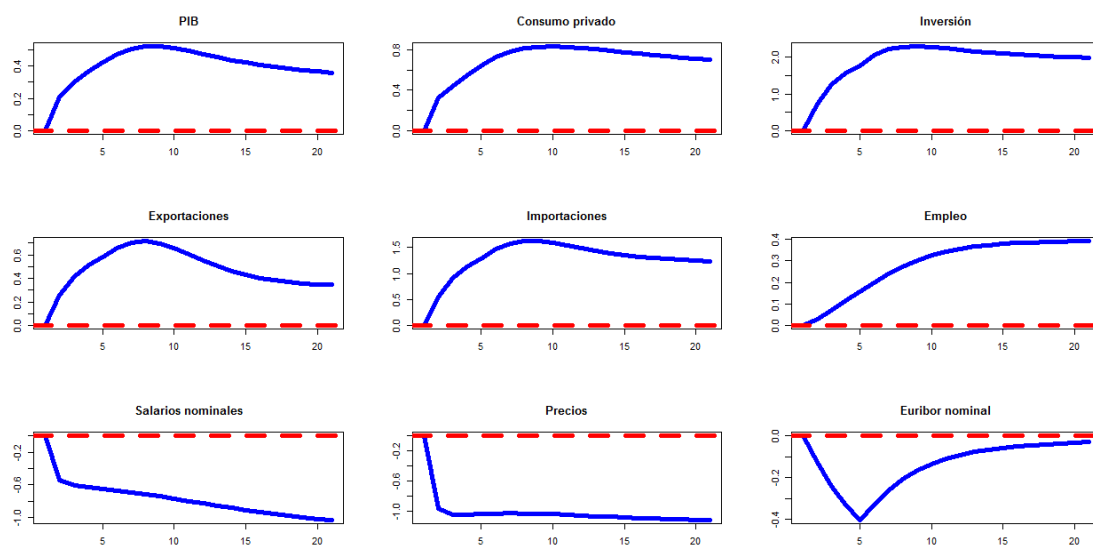 PIB
0.0 0.2 0.4
5 10 15 20
Consumo privado
0.0 0.4 0.8
5 10 15 20
Inversión
0.0 1.0 2.0
5 10 15 20
Exportaciones
0.0 0.2 0.4 0.6
5 10 15 20
Importaciones
0.0 0.5 1.0 1.5
5 10 15 20
Empleo
0.0 0.1 0.2 0.3 0.4
5 10 15 20
Salarios nominales
-1.0 -0.6 -0.2
5 10 15 20
Precios
-1.0 -0.6 -0.2
5 10 15 20
Euribor nominal
-0.4 -0.2 0.0
5 10 15 20